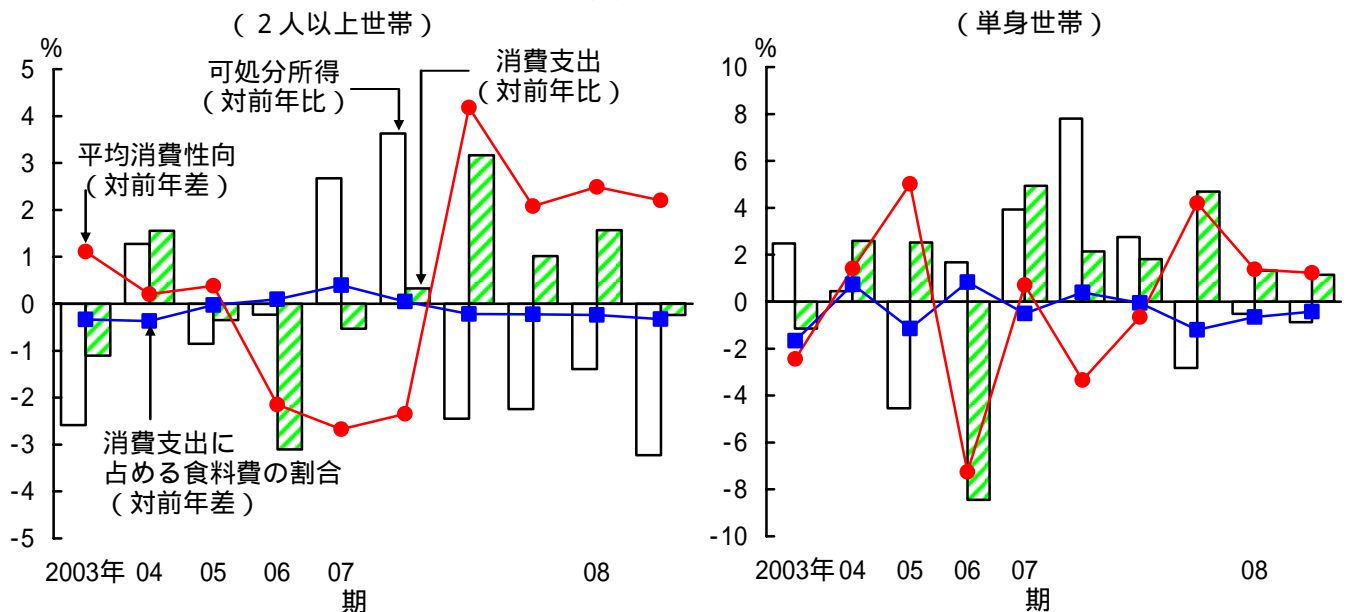 （２人以上世帯）
%
5
4
3
2
1
0
-1
-2
-3
-4
-5
可処分所得
（対前年比）
消費支出
（対前年比）
平均消費性向
（対前年差）
消費支出に
占める食料費の割合
（対前年差）
2003年 04 05 06 07 08
期
（単身世帯）
%
10
8
6
4
2
0
-2
-4
-6
-8
-10
2003年 04 05 06 07 08
期